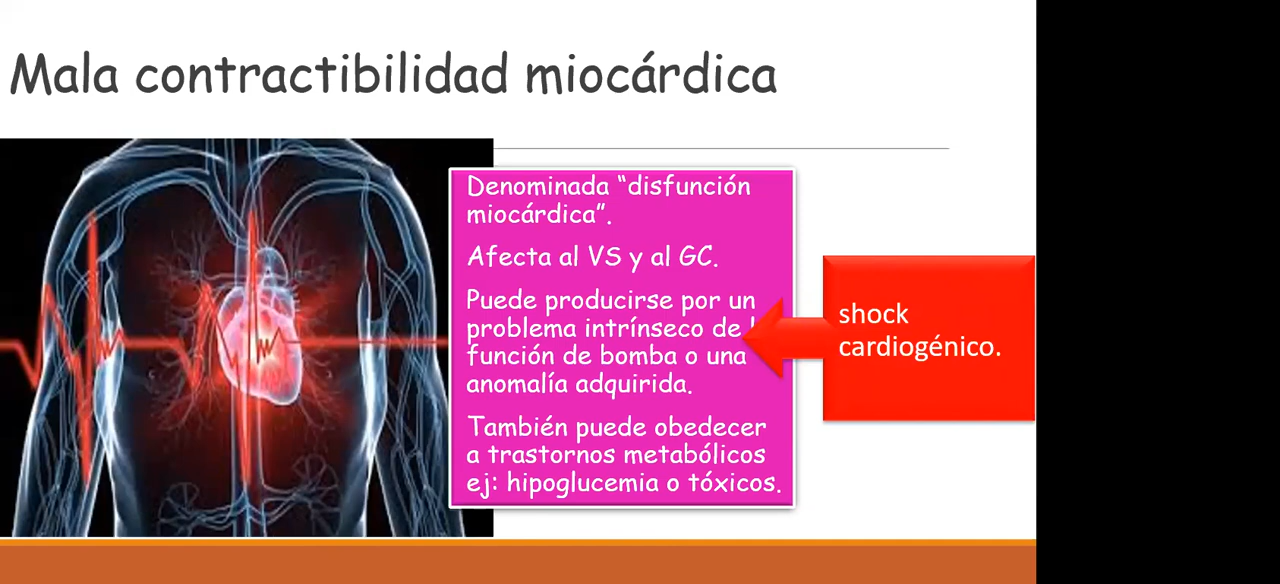 Mala contractibilidad miocárdica
Denominada “disfunción
miocárdica”.
Afecta al VS y al GC.
Puede producirse por un
problema intrínseco de
función de bomba o una
anomalía adquirida.
También puede obedecer
a trastornos metabólicos
ej: hipoglucemia o tóxicos.
shock
cardiogénico.